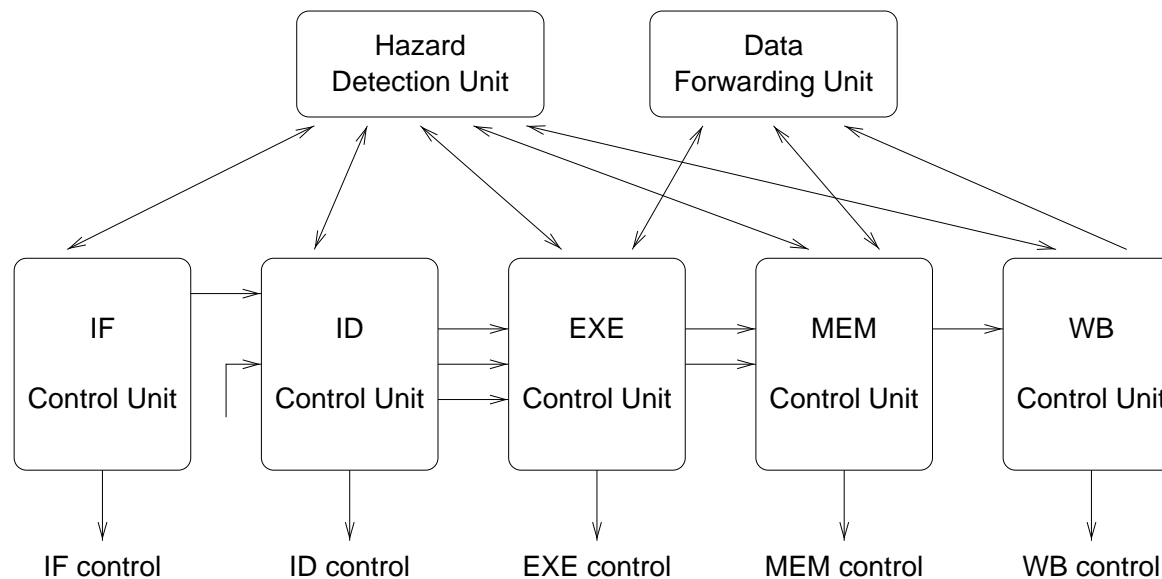 Hazard
Detection Unit
Data
Forwarding Unit
IF
Control Unit
ID
Control Unit
EXE
Control Unit
MEM
Control Unit
WB
Control Unit
IF control
ID control
EXE control
MEM control
WB control